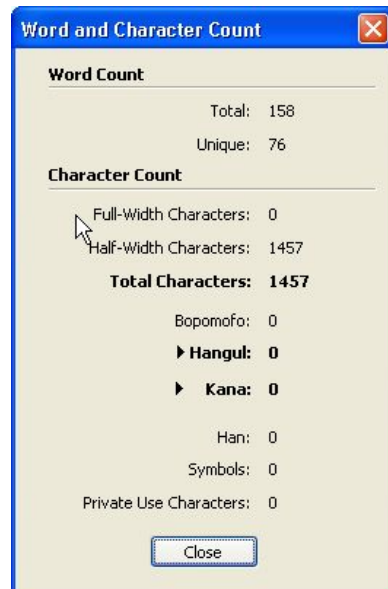 Word and Character Count
Word Count
Total: 158
Unique: 76
Character Count
Full-Width Characters: 0
Half-Width Characters: 1457
Total Characters: 1457
Bopomofo: 0
Hangul: 0
Kana: 0
Han: 0
Symbols: 0
Private Use Characters: 0
Close